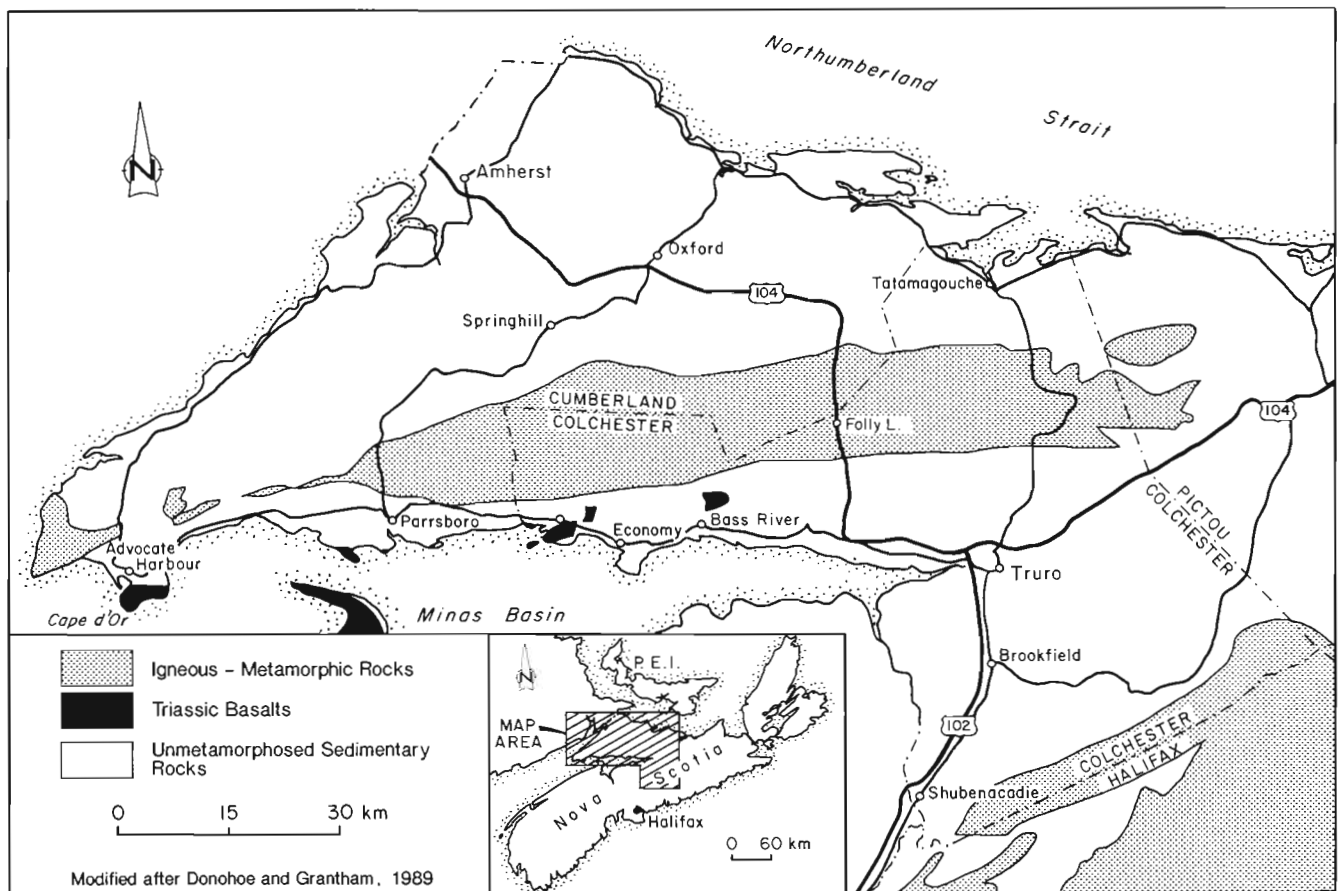 Northumberland
Strait
N
Amherst
Oxford
104
Tatamagouche
Springhill
CUMBERLAND
COLCHESTER
Folly L.
104
PICTOU
COLCHESTER
Parrsboro
Economy
Bass River
Advocate
Harbour
Truro
Cape d'Or
Minas Basin
Brookfield
102
COLCHESTER
HALIFAX
Shubenacadie
Igneous - Metamorphic Rocks
Triassic Basalts
Unmetamorphosed Sedimentary
Rocks
0 15 30 km
Modified after Donohoe and Grantham, 1989
N
P.E.I.
MAP
AREA
Nova Scotia
Halifax
0 60 km